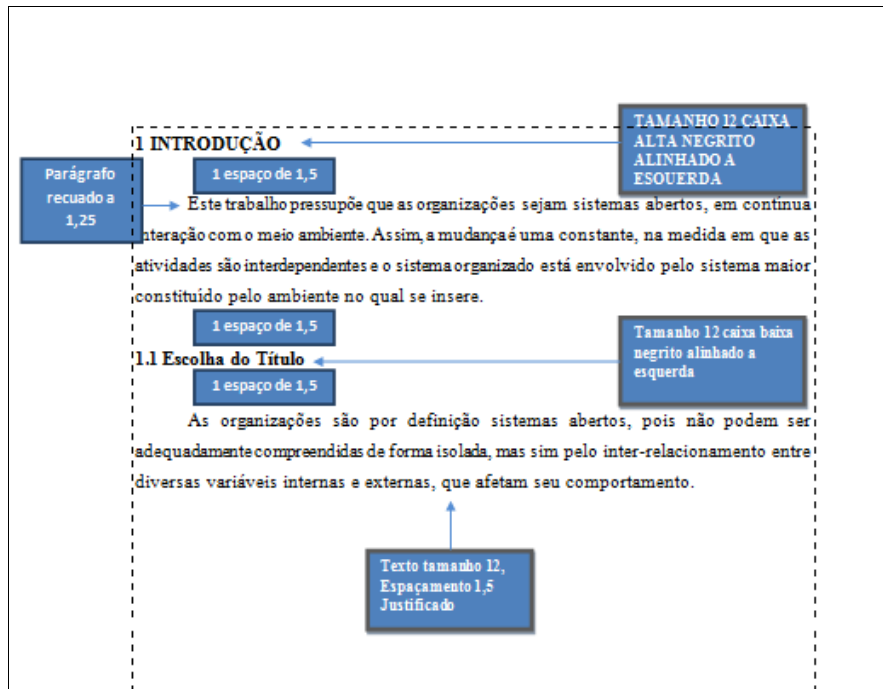 TAMANHO 12 CAIXA
ALTA NEGRITO
ALINHADO A
ESQUERDA
1 INTRODUÇÃO
1 espaço de 1,5
Parágrafo
recuado a
1,25
Este trabalho pressupõe que as organizações sejam sistemas abertos, em contínua
interação com o meio ambiente. Assim, a mudança é uma constante, na medida em que as
atividades são interdependentes e o sistema organizado está envolvido pelo sistema maior
constituído pelo ambiente no qual se insere.
1 espaço de 1,5
Tamanho 12 caixa baixa
negrito alinhado a
esquerda
1.1 Escolha do Título
1 espaço de 1,5
As organizações são por definição sistemas abertos, pois não podem ser
adequadamente compreendidas de forma isolada, mas sim pelo inter-relacionamento entre
diversas variáveis internas e externas, que afetam seu comportamento.
Texto tamanho 12,
Espaçamento 1,5
Justificado